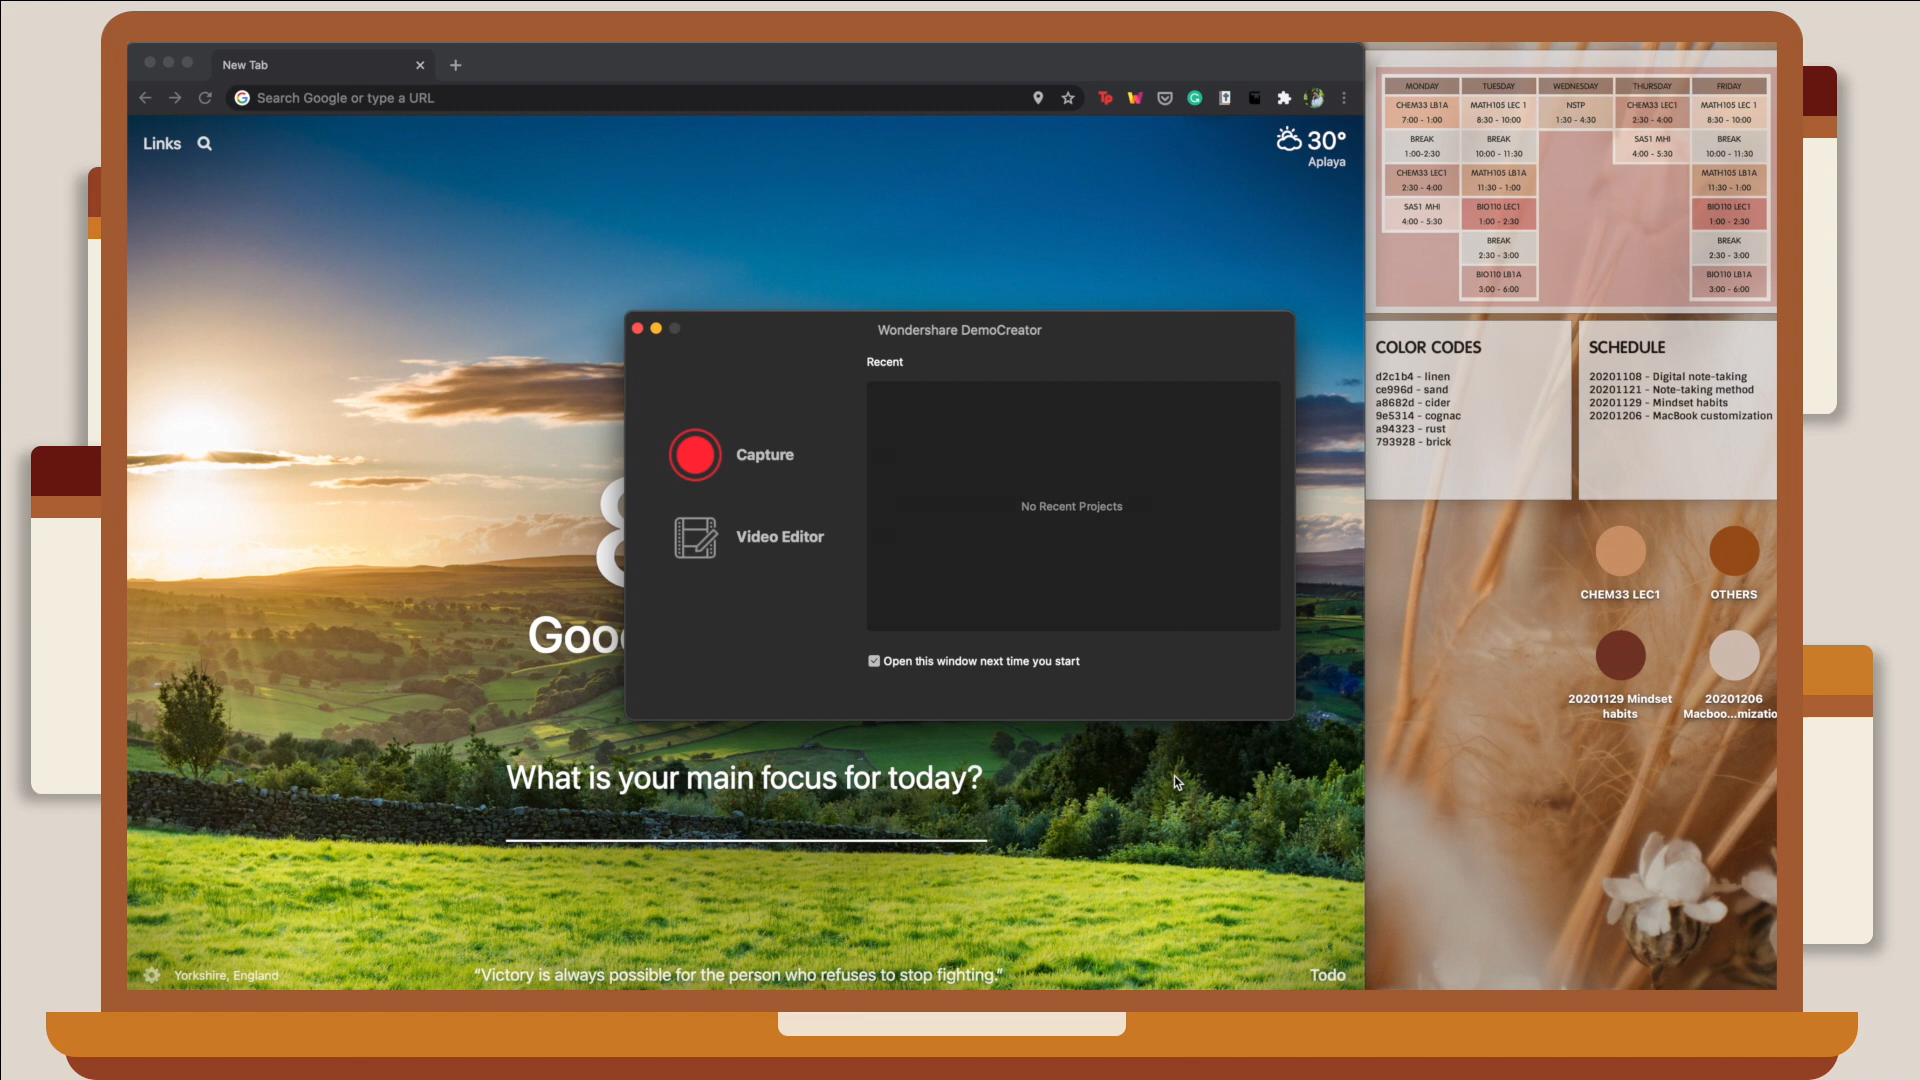 New Tab
Search Google or type a URL
Links
30°
Aplaya
Wondershare DemoCreator
Recent
Capture
Video Editor
No Recent Projects
Open this window next time you start
8
Goo
What is your main focus for today?
Yorkshire, England
“Victory is always possible for the person who refuses to stop fighting.”
Todo
MONDAY TUESDAY WEDNESDAY THURSDAY FRIDAY
CHEM33 LB1A MATH105 LEC 1 NSTP CHEM33 LEC1 MATH105 LEC 1
7:00 - 1:00 8:30 - 10:00 1:30 - 4:30 2:30 - 4:00 8:30 - 10:00
BREAK BREAK SAS1 MHI BREAK
1:00-2:30 10:00 - 11:30 4:00 - 5:30 10:00 - 11:30
CHEM33 LEC1 MATH105 LB1A MATH105 LB1A
2:30 - 4:00 11:30 - 1:00 11:30 - 1:00
SAS1 MHI BIO110 LEC1 BIO110 LEC1
4:00 - 5:30 1:00 - 2:30 1:00 - 2:30
BREAK BREAK
2:30 - 3:00 2:30 - 3:00
BIO110 LB1A BIO110 LB1A
3:00 - 6:00 3:00 - 6:00
COLOR CODES
d2c1b4 - linen
ce996d - sand
a8682d - cider
9e5314 - cognac
a94323 - rust
793928 - brick
SCHEDULE
20201108 - Digital note-taking
20201121 - Note-taking method
20201129 - Mindset habits
20201206 - MacBook customization
CHEM33 LEC1
OTHERS
20201129 Mindset
habits
20201206
Macboo...mizatio